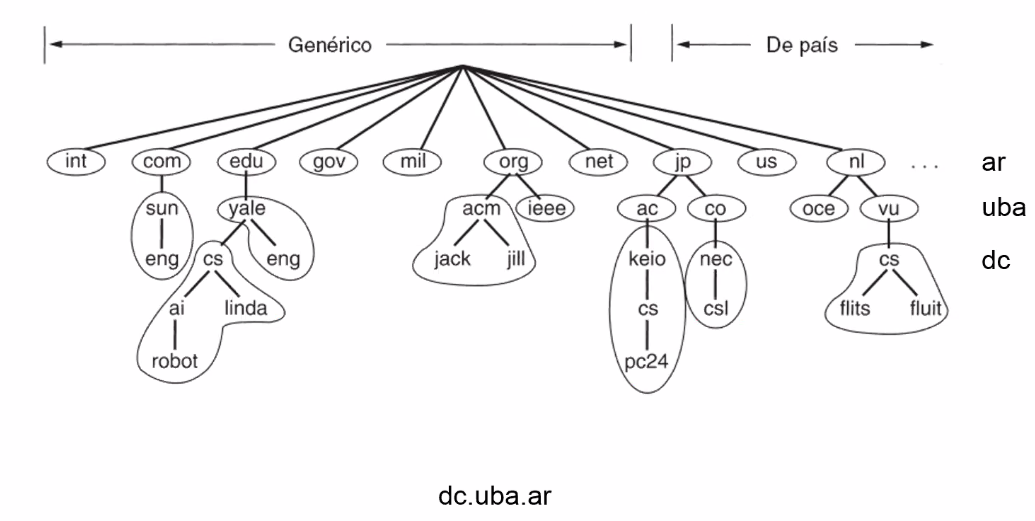 Genérico De país
int com edu gov mil org net jp us nl ... ar
sun yale acm ieee ac co oce vu uba
eng cs eng jack jill keio nec cs dc
ai linda cs csl flits fluit
robot pc24
dc.uba.ar